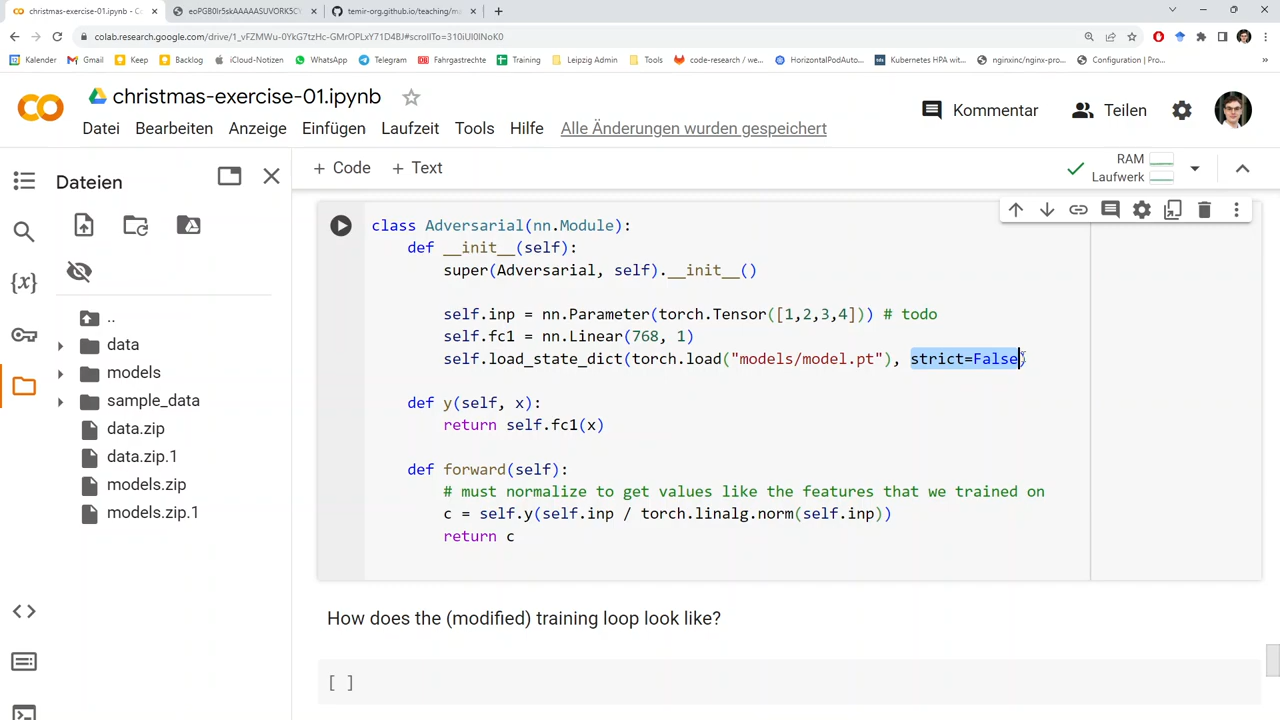 christmas-exercise-01.ipynb - C
temir-org.github.io/teaching/ma
colab.research.google.com/drive/1_vFZMWu-0YkG7tzHc-GMrOPLxY71D4BJ#scrollTo=310iUI0lNoK0
Kalender Gmail Keep Backlog iCloud-Notizen WhatsApp Telegram Fahrgastrechte Training Leipzig Admin Tools code-research / we... HorizontalPodAuto... Kubernetes HPA wit... nginxinc/nginx-pro... Configuration | Pro...
christmas-exercise-01.ipynb
Kommentar Teilen
Datei Bearbeiten Anzeige Einfügen Laufzeit Tools Hilfe Alle Änderungen wurden gespeichert
Dateien
+ Code + Text
RAM
Laufwerk
..
data
models
sample_data
data.zip
data.zip.1
models.zip
models.zip.1
class Adversarial(nn.Module):
def __init__(self):
super(Adversarial, self).__init__()
self.inp = nn.Parameter(torch.Tensor([1,2,3,4])) # todo
self.fc1 = nn.Linear(768, 1)
self.load_state_dict(torch.load("models/model.pt"), strict=False)
def y(self, x):
return self.fc1(x)
def forward(self):
# must normalize to get values like the features that we trained on
c = self.y(self.inp / torch.linalg.norm(self.inp))
return c
How does the (modified) training loop look like?
[ ]